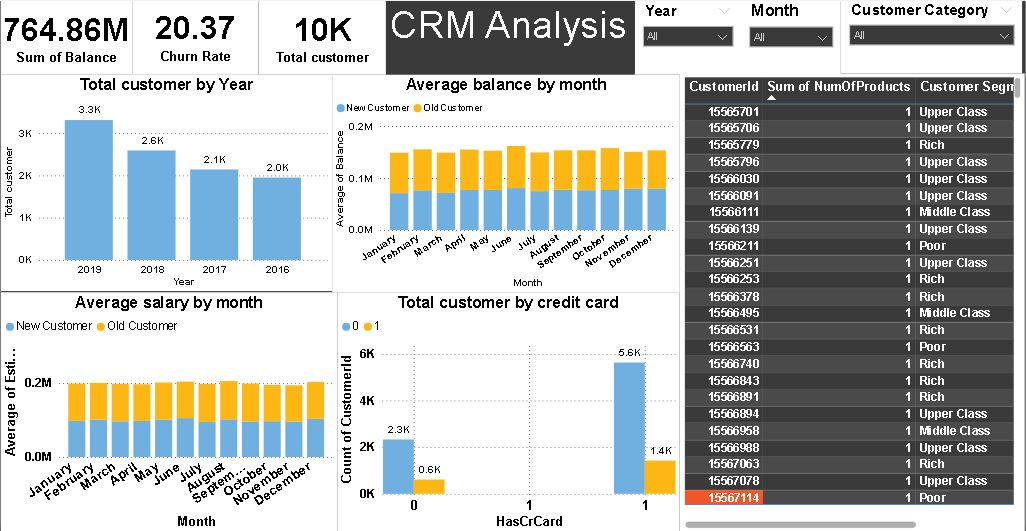 764.86M
Sum of Balance
20.37
Churn Rate
10K
Total customer
CRM Analysis
Year
All
Month
All
Customer Category
All
Total customer by Year
Total customer
3K
2K
1K
0K
3.3K
2.6K
2.1K
2.0K
2019 2018 2017 2016
Year
Average balance by month
New Customer Old Customer
Average of Balance
0.2M
0.1M
0.0M
January February March April May June July August September October November December
Month
Average salary by month
New Customer Old Customer
Average of Esti...
0.2M
0.0M
January February March April May June July August Septem... October November December
Month
Total customer by credit card
0 1
Count of CustomerId
6K
4K
2K
0K
2.3K
0.6K
5.6K
1.4K
0 1 1
HasCrCard
CustomerId Sum of NumOfProducts Customer Segm
15565701 1 Upper Class
15565706 1 Upper Class
15565779 1 Rich
15565796 1 Upper Class
15566030 1 Upper Class
15566091 1 Upper Class
15566111 1 Middle Class
15566139 1 Upper Class
15566211 1 Poor
15566251 1 Upper Class
15566253 1 Rich
15566378 1 Rich
15566495 1 Middle Class
15566531 1 Rich
15566563 1 Poor
15566740 1 Rich
15566843 1 Rich
15566891 1 Rich
15566894 1 Upper Class
15566958 1 Middle Class
15566988 1 Upper Class
15567063 1 Rich
15567078 1 Upper Class
15567114 1 Poor